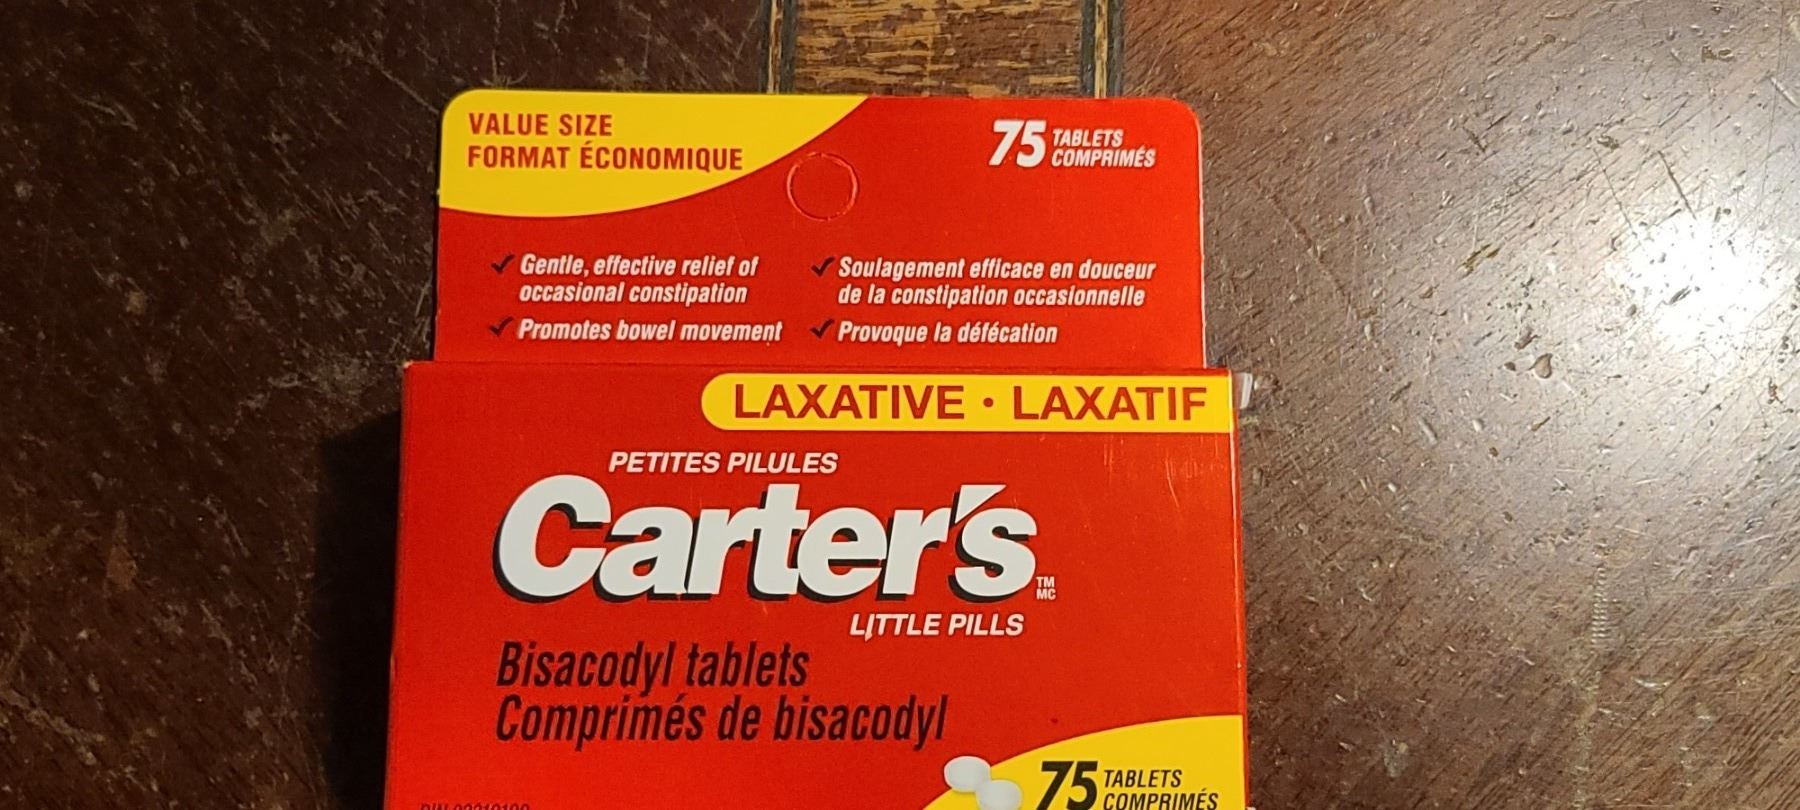 VALUE SIZE
FORMAT ÉCONOMIQUE
75 TABLETS
COMPRIMÉS
✓ Gentle, effective relief of
occasional constipation
✓ Promotes bowel movement
✓ Soulagement efficace en douceur
de la constipation occasionnelle
✓ Provoque la défécation
LAXATIVE • LAXATIF
PETITES PILULES
Carter's TM
MC
LITTLE PILLS
Bisacodyl tablets
Comprimés de bisacodyl
75 TABLETS
COMPRIMÉS
DIN